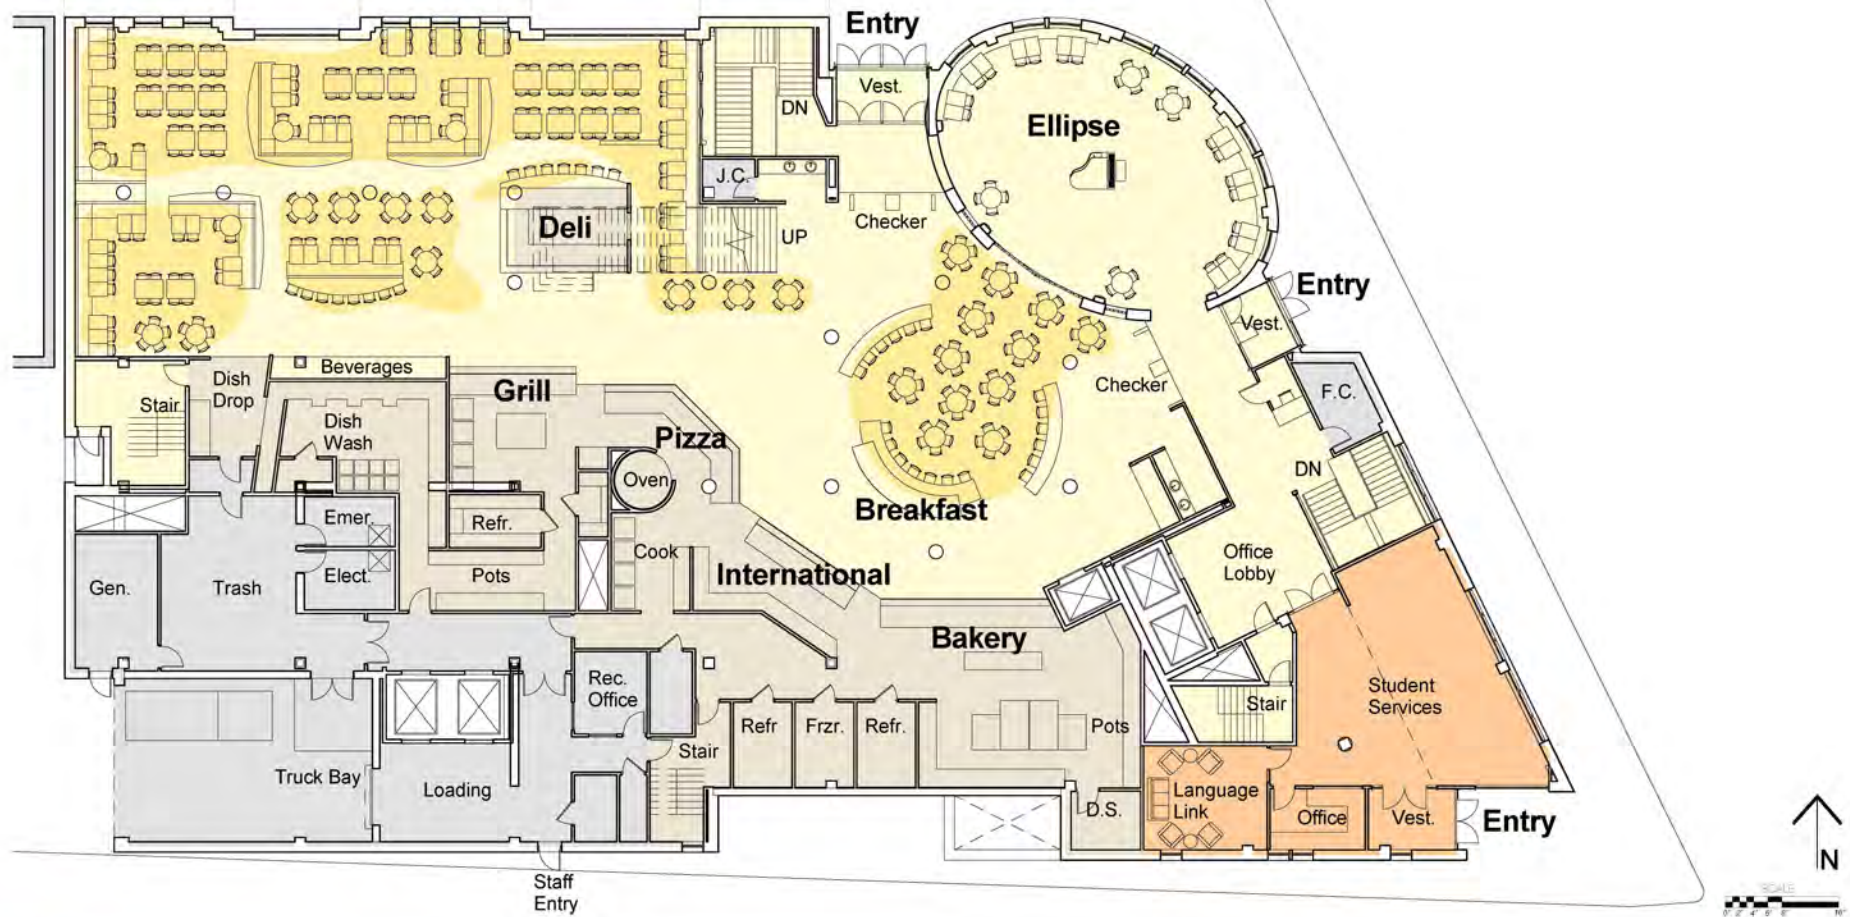 Entry
Vest.
DN
Ellipse
J.C.
Deli
UP
Checker
Entry
Vest.
Beverages
Grill
Dish
Drop
Stair
Dish
Wash
Checker
F.C.
Pizza
Oven
DN
Breakfast
Emer.
Refr.
Cook
Office
Lobby
Gen.
Trash
Elect.
Pots
International
Bakery
Rec.
Office
Student
Services
Stair
Refr
Frzr.
Refr.
Pots
Stair
Truck Bay
Loading
Language
Link
D.S.
Office
Vest.
Entry
Staff
Entry
N
SCALE